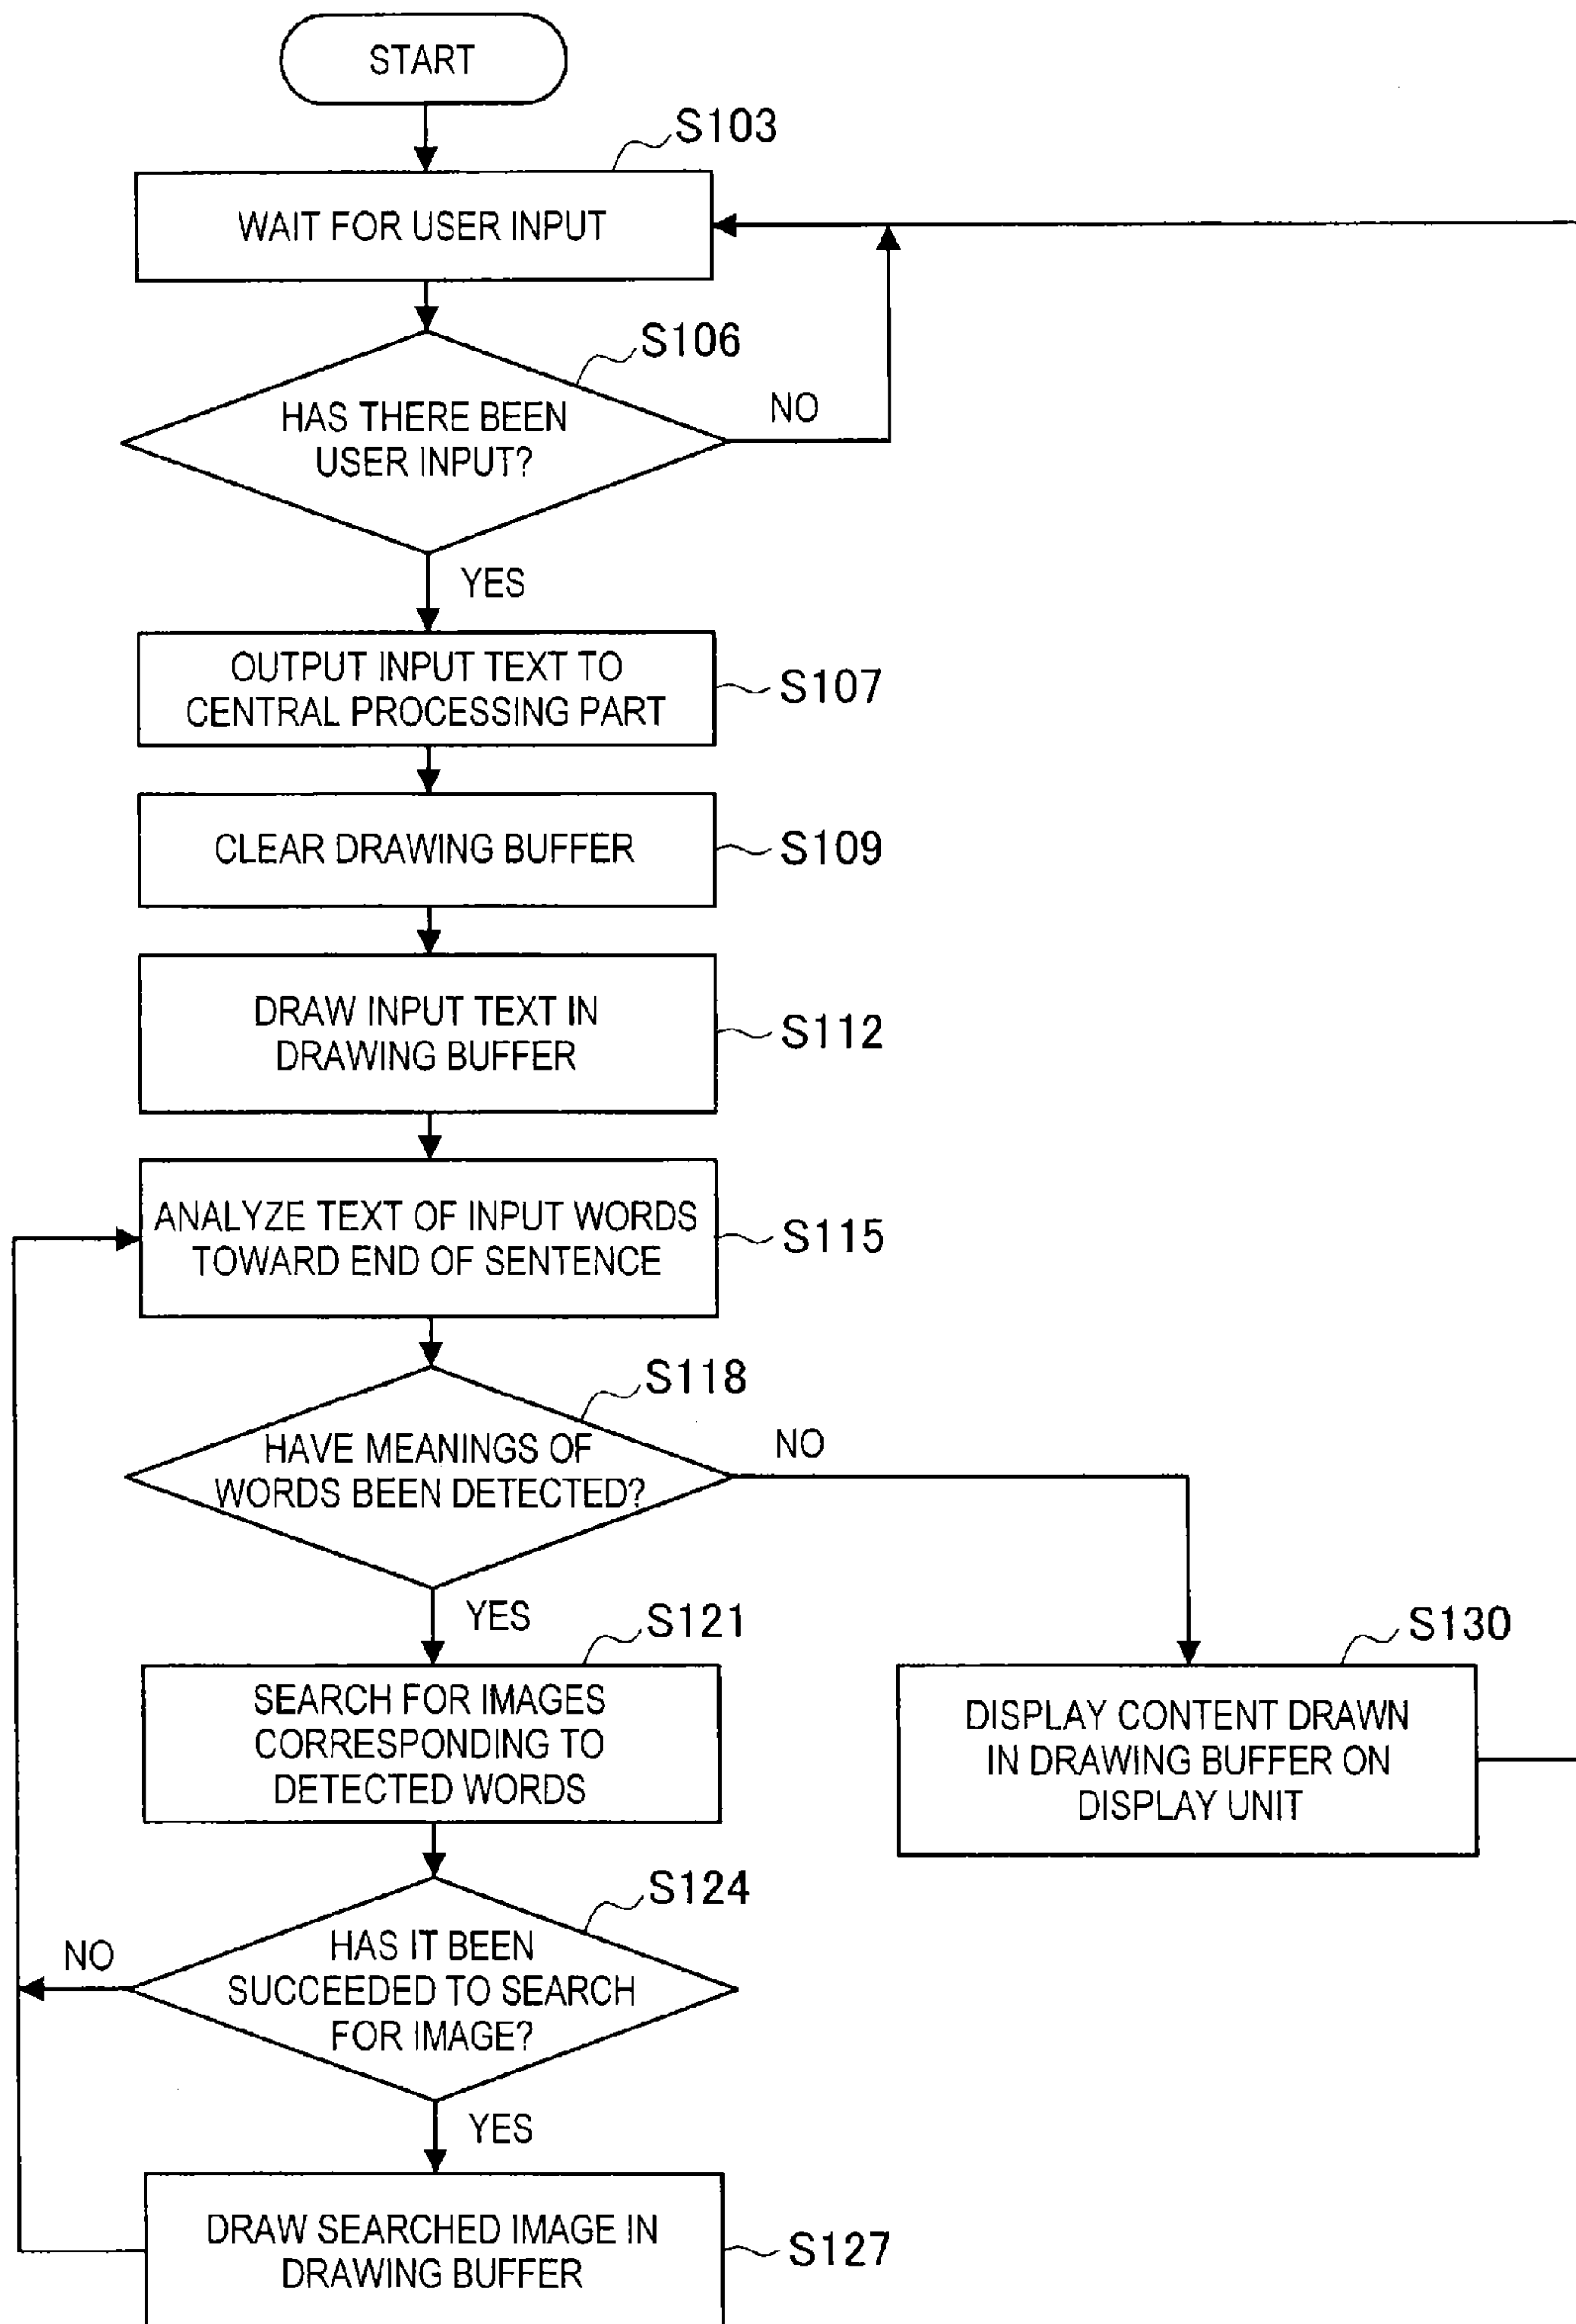 START
S103
WAIT FOR USER INPUT
S106
HAS THERE BEEN
USER INPUT?
NO
YES
OUTPUT INPUT TEXT TO
CENTRAL PROCESSING PART
S107
CLEAR DRAWING BUFFER
S109
DRAW INPUT TEXT IN
DRAWING BUFFER
S112
ANALYZE TEXT OF INPUT WORDS
TOWARD END OF SENTENCE
S115
S118
HAVE MEANINGS OF
WORDS BEEN DETECTED?
NO
YES
S121
SEARCH FOR IMAGES
CORRESPONDING TO
DETECTED WORDS
S130
DISPLAY CONTENT DRAWN
IN DRAWING BUFFER ON
DISPLAY UNIT
S124
HAS IT BEEN
SUCCEEDED TO SEARCH
FOR IMAGE?
NO
YES
DRAW SEARCHED IMAGE IN
DRAWING BUFFER
S127